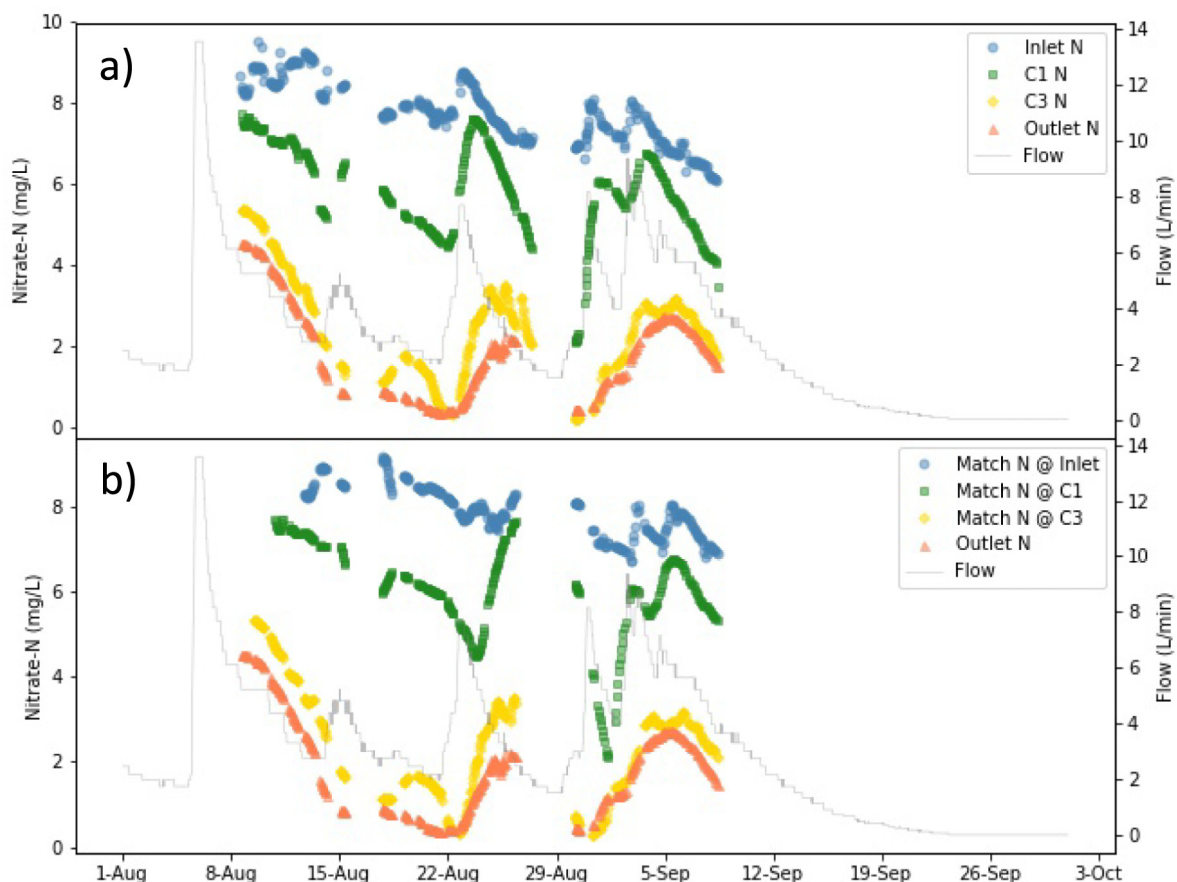 a)
Nitrate-N (mg/L)
10
8
6
4
2
0
Inlet N
C1 N
C3 N
Outlet N
Flow
14
12
10
8
6
4
2
0
Flow (L/min)
b)
Nitrate-N (mg/L)
8
6
4
2
0
Match N @ Inlet
Match N @ C1
Match N @ C3
Outlet N
Flow
14
12
10
8
6
4
2
0
Flow (L/min)
1-Aug 8-Aug 15-Aug 22-Aug 29-Aug 5-Sep 12-Sep 19-Sep 26-Sep 3-Oct